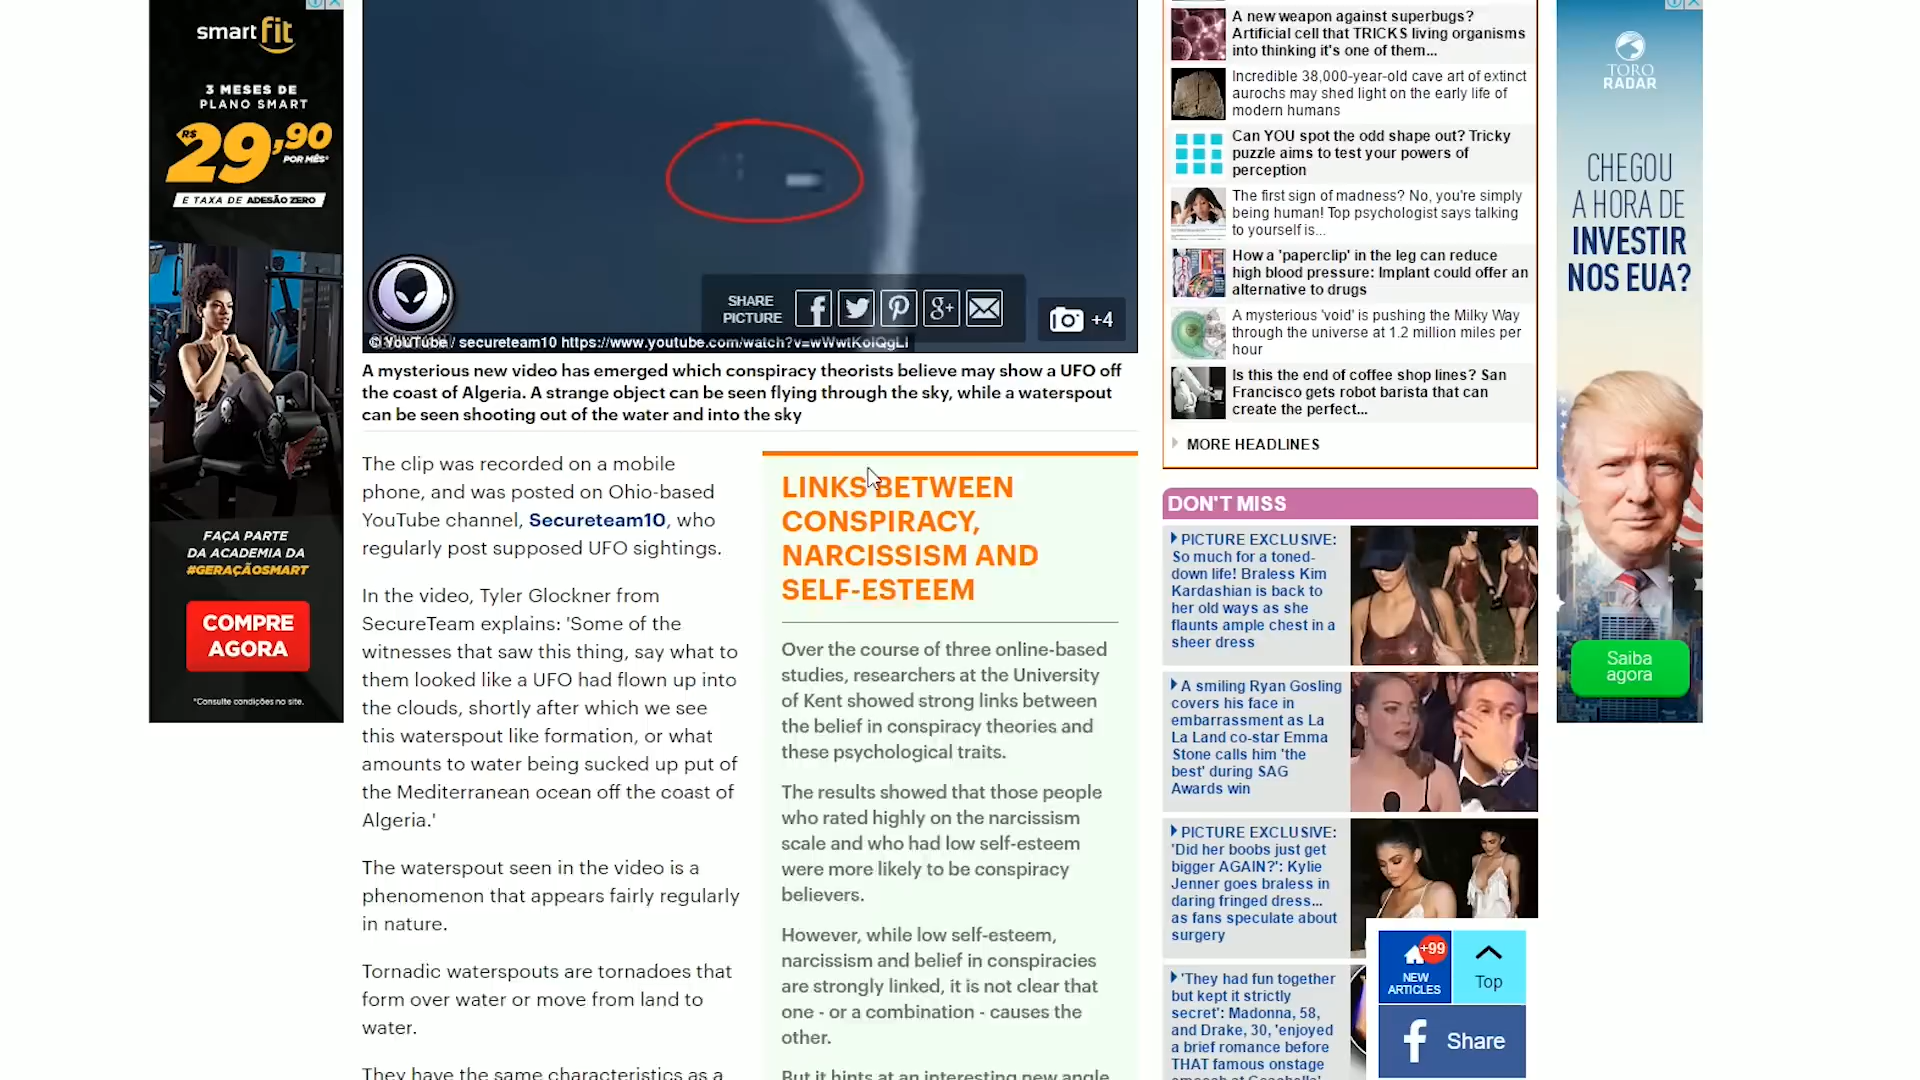 smart fit
3 MESES DE
PLANO SMART
R$
29,90
POR MÊS*
E TAXA DE ADESÃO ZERO
FAÇA PARTE
DA ACADEMIA DA
#GERAÇÃOSMART
COMPRE
AGORA
*Consulte condições no site.
SHARE
PICTURE
+4
© YouTube / secureteam10 https://www.youtube.com/watch?v=wWwtKolQgLI
A mysterious new video has emerged which conspiracy theorists believe may show a UFO off
the coast of Algeria. A strange object can be seen flying through the sky, while a waterspout
can be seen shooting out of the water and into the sky
The clip was recorded on a mobile
phone, and was posted on Ohio-based
YouTube channel, Secureteam10, who
regularly post supposed UFO sightings.
In the video, Tyler Glockner from
SecureTeam explains: 'Some of the
witnesses that saw this thing, say what to
them looked like a UFO had flown up into
the clouds, shortly after which we see
this waterspout like formation, or what
amounts to water being sucked up put of
the Mediterranean ocean off the coast of
Algeria.'
The waterspout seen in the video is a
phenomenon that appears fairly regularly
in nature.
Tornadic waterspouts are tornadoes that
form over water or move from land to
water.
They have the same characteristics as a
LINKS BETWEEN
CONSPIRACY,
NARCISSISM AND
SELF-ESTEEM
Over the course of three online-based
studies, researchers at the University
of Kent showed strong links between
the belief in conspiracy theories and
these psychological traits.
The results showed that those people
who rated highly on the narcissism
scale and who had low self-esteem
were more likely to be conspiracy
believers.
However, while low self-esteem,
narcissism and belief in conspiracies
are strongly linked, it is not clear that
one - or a combination - causes the
other.
But it hints at an interesting new angle
A new weapon against superbugs?
Artificial cell that TRICKS living organisms
into thinking it's one of them...
Incredible 38,000-year-old cave art of extinct
aurochs may shed light on the early life of
modern humans
Can YOU spot the odd shape out? Tricky
puzzle aims to test your powers of
perception
The first sign of madness? No, you're simply
being human! Top psychologist says talking
to yourself is...
How a 'paperclip' in the leg can reduce
high blood pressure: Implant could offer an
alternative to drugs
A mysterious 'void' is pushing the Milky Way
through the universe at 1.2 million miles per
hour
Is this the end of coffee shop lines? San
Francisco gets robot barista that can
create the perfect...
MORE HEADLINES
DON'T MISS
PICTURE EXCLUSIVE:
So much for a toned-
down life! Braless Kim
Kardashian is back to
her old ways as she
flaunts ample chest in a
sheer dress
A smiling Ryan Gosling
covers his face in
embarrassment as La
La Land co-star Emma
Stone calls him 'the
best' during SAG
Awards win
PICTURE EXCLUSIVE:
'Did her boobs just get
bigger AGAIN?': Kylie
Jenner goes braless in
daring fringed dress...
as fans speculate about
surgery
'They had fun together
but kept it strictly
secret': Madonna, 58,
and Drake, 30, 'enjoyed
a brief romance before
THAT famous onstage
smooch at Coachella'
+99
NEW
ARTICLES
Top
Share
TORO
RADAR
CHEGOU
A HORA DE
INVESTIR
NOS EUA?
Saiba
agora